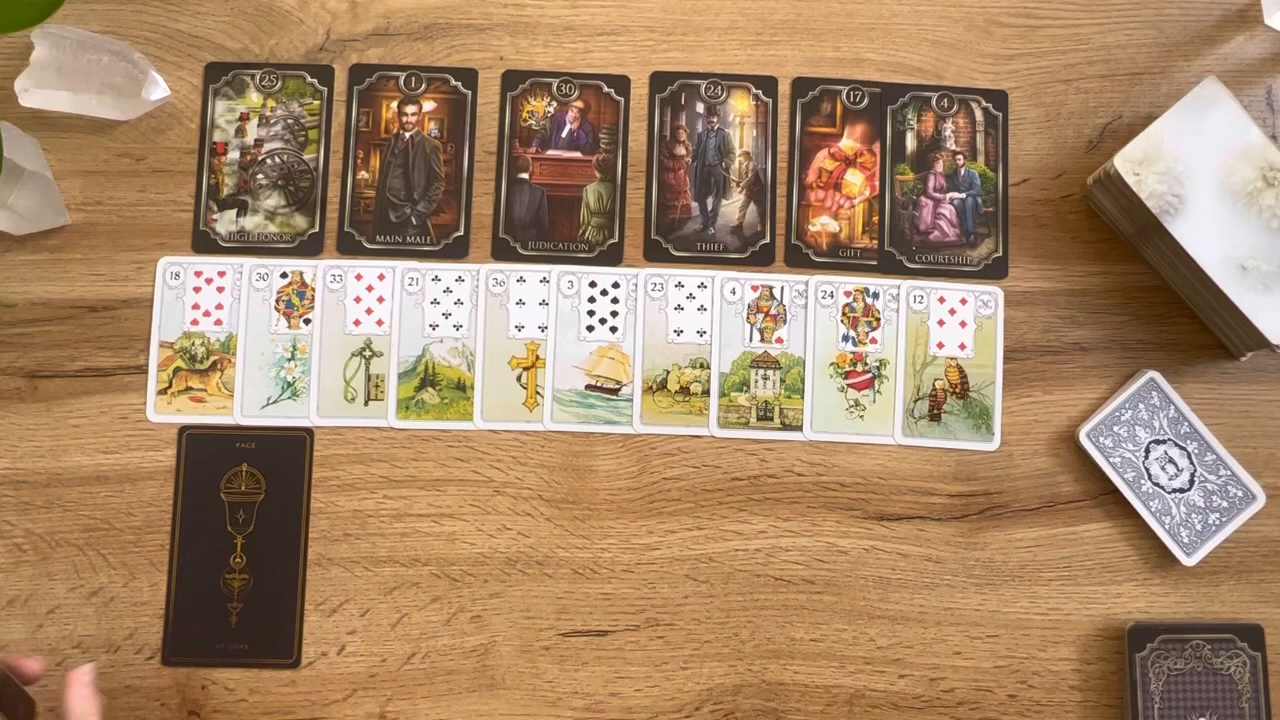 25
HIGH HONOR
1
MAIN MALE
30
JUDICATION
24
THIEF
17
GIFT
4
COURTSHIP
18
30
33
21
36
3
23
4
24
12
PAGE
OF CUPS